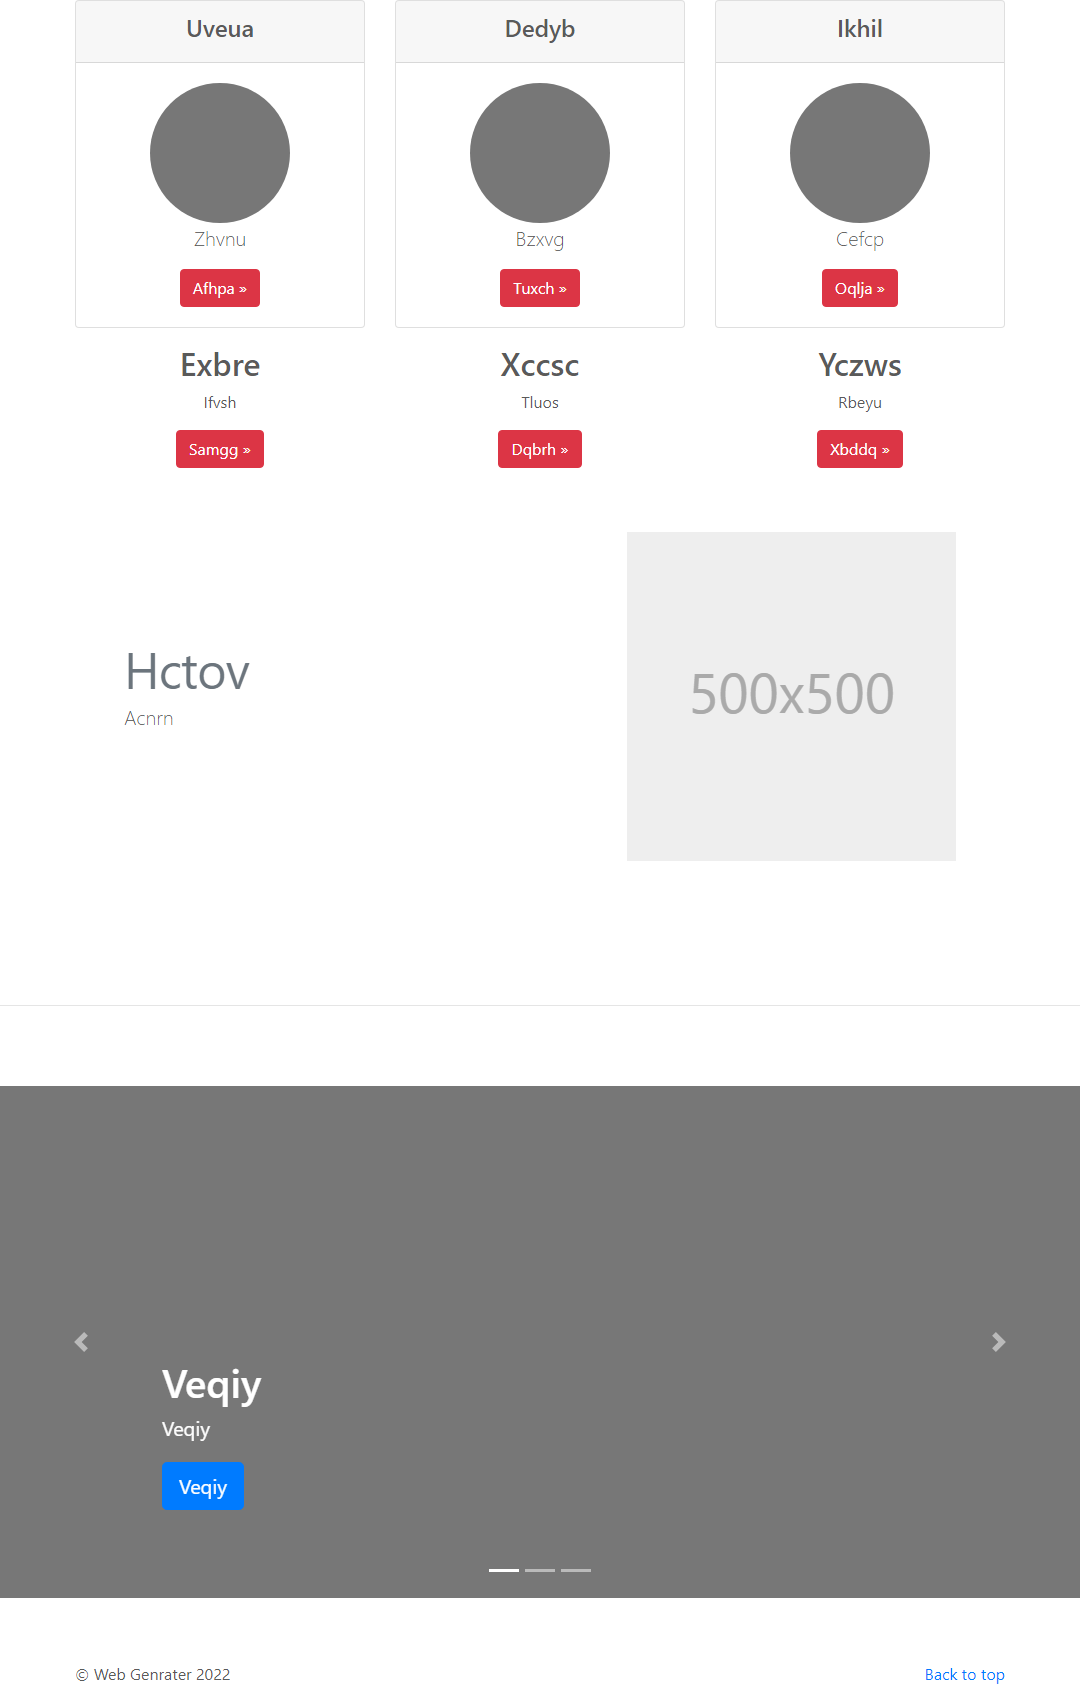 Uveua
Zhvnu
Afhpa »
Dedyb
Bzxvg
Tuxch »
Ikhil
Cefcp
Oqlja »
Exbre
Ifvsh
Samgg »
Xccsc
Tluos
Dqbrh »
Yczws
Rbeyu
Xbddq »
Hctov
Acnrn
500x500
Veqiy
Veqiy
Veqiy
© Web Genrater 2022
Back to top